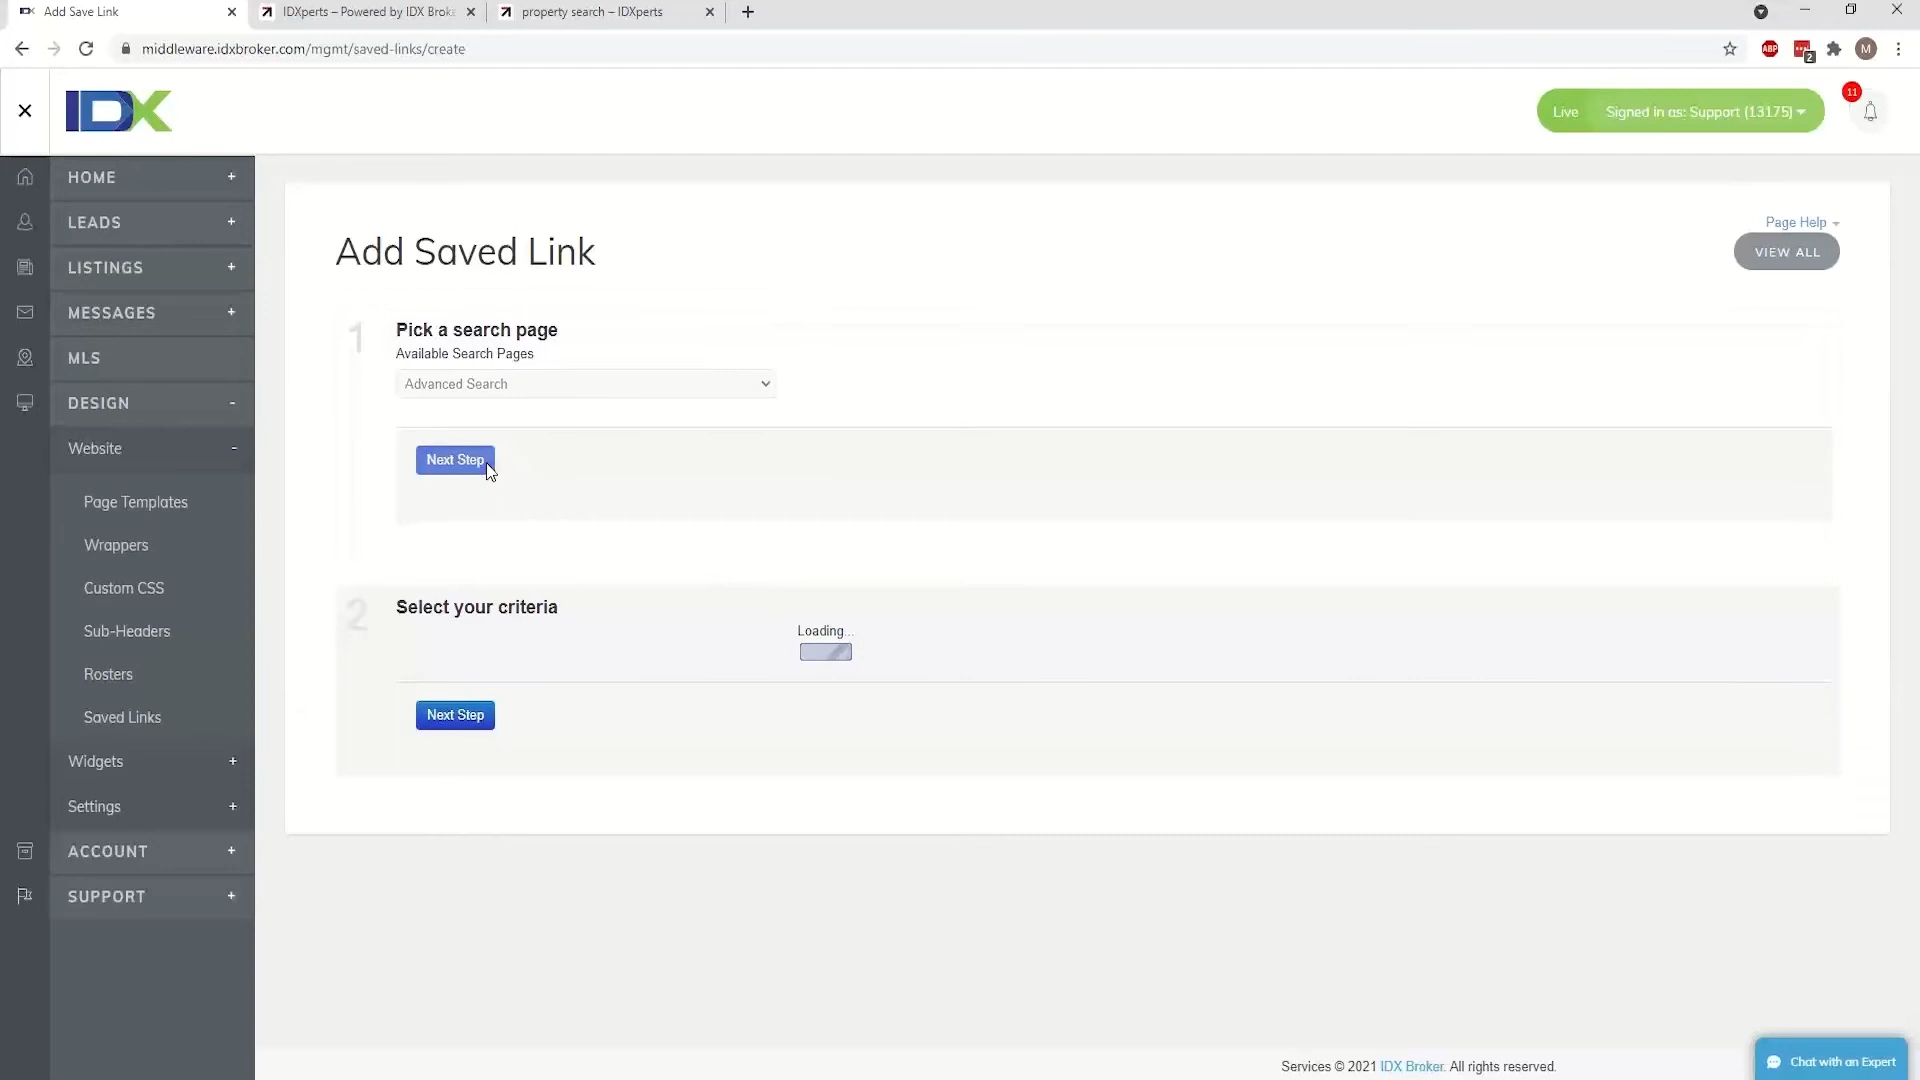 Add Save Link
IDXperts – Powered by IDX Broke
property search – IDXperts
middleware.idxbroker.com/mgmt/saved-links/create
ABP
2
M
IDX
Live
Signed in as: Support (13175)
11
HOME +
LEADS +
LISTINGS +
MESSAGES +
MLS
DESIGN -
Website -
Page Templates
Wrappers
Custom CSS
Sub-Headers
Rosters
Saved Links
Widgets +
Settings +
ACCOUNT +
SUPPORT +
Page Help
Add Saved Link
VIEW ALL
1
Pick a search page
Available Search Pages
Advanced Search
Next Step
2
Select your criteria
Loading...
Next Step
Services © 2021 IDX Broker. All rights reserved.
Chat with an Expert